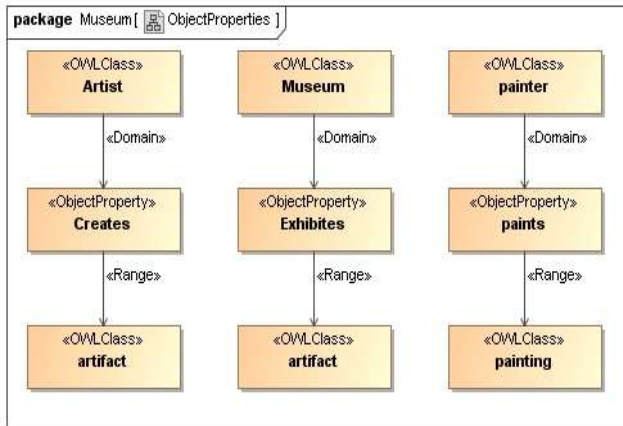 package Museum[ ObjectProperties ]
«OWLClass»
Artist
«OWLClass»
Museum
«OWLClass»
painter
«Domain»
«Domain»
«Domain»
«ObjectProperty»
Creates
«ObjectProperty»
Exhibites
«ObjectProperty»
paints
«Range»
«Range»
«Range»
«OWLClass»
artifact
«OWLClass»
artifact
«OWLClass»
painting